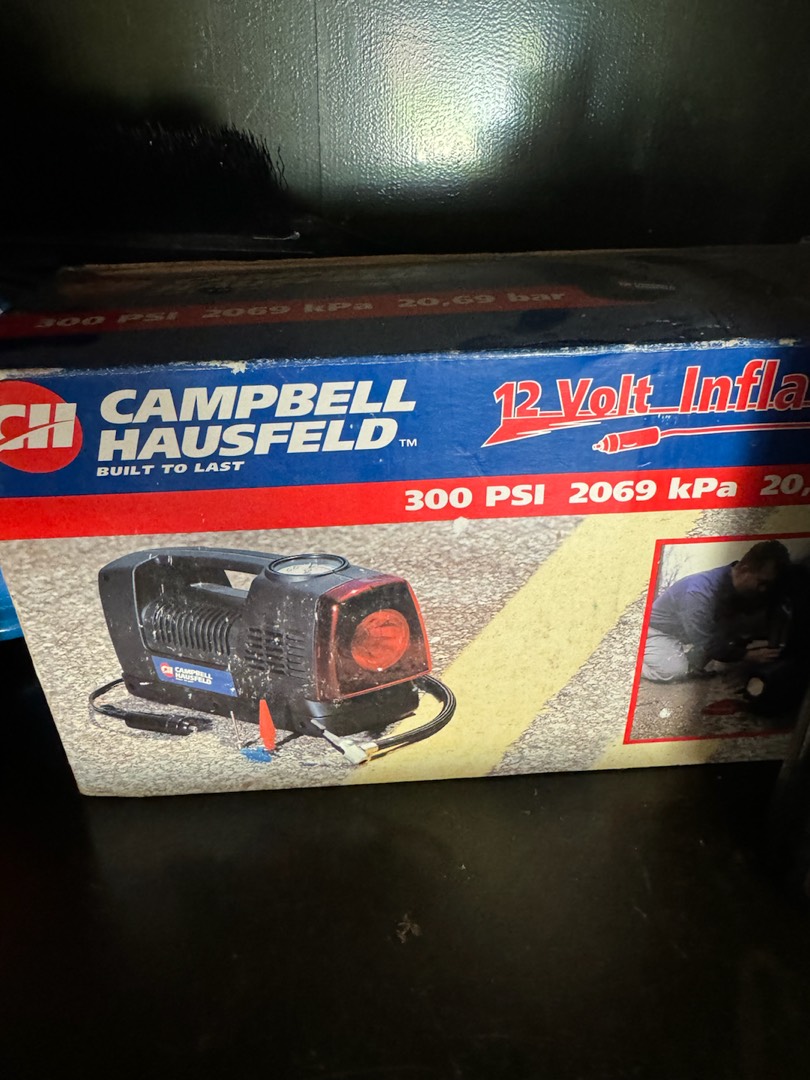 300 PSI 2069 kPa 20,69 bar
CH
CAMPBELL
HAUSFELD™
BUILT TO LAST
12 Volt Infla
300 PSI 2069 kPa 20,
CH CAMPBELL
HAUSFELD